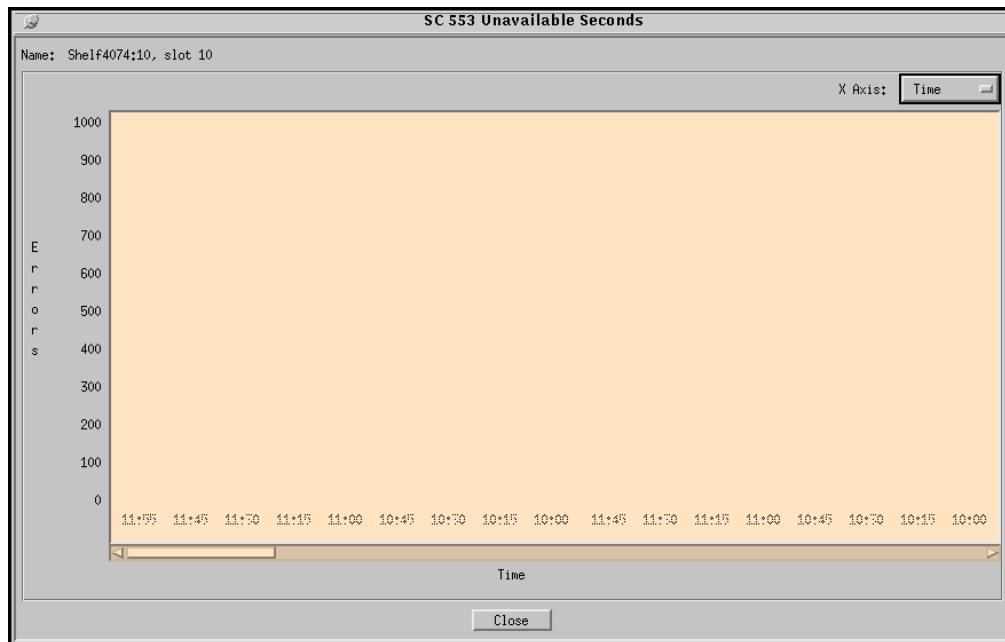 SC 553 Unavailable Seconds
Name: Shelf4074:10, slot 10
X Axis: Time
1000
900
800
700
600
500
400
300
200
100
0
Errors
11:55 11:45 11:30 11:15 11:00 10:45 10:30 10:15 10:00 11:45 11:30 11:15 11:00 10:45 10:30 10:15 10:00
Time
Close